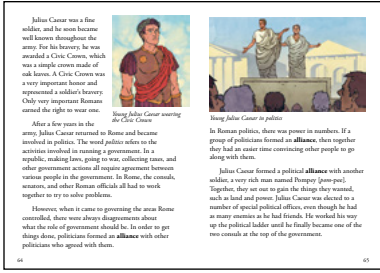 Julius Caesar was a fine
soldier, and he soon became
well known throughout the
army. For his bravery, he was
awarded a Civic Crown, which
was a simple crown made of
oak leaves. A Civic Crown was
a very important honor and
represented a soldier's bravery.
Only very important Romans
earned the right to wear one.
Young Julius Caesar wearing
the Civic Crown
After a few years in the
army, Julius Caesar returned to Rome and became
involved in politics. The word politics refers to the
activities involved in running a government. In a
republic, making laws, going to war, collecting taxes, and
other government actions all require agreement between
various people in the government. In Rome, the consuls,
senators, and other Roman officials all had to work
together to try to solve problems.
However, when it came to governing the areas Rome
controlled, there were always disagreements about
what the role of government should be. In order to get
things done, politicians formed an alliance with other
politicians who agreed with them.
64
Young Julius Caesar in politics
In Roman politics, there was power in numbers. If a
group of politicians formed an alliance, then together
they had an easier time convincing other people to go
along with them.
Julius Caesar formed a political alliance with another
soldier, a very rich man named Pompey [pom-pee].
Together, they set out to gain the things they wanted,
such as land and power. Julius Caesar was elected to a
number of special political offices, even though he had
as many enemies as he had friends. He worked his way
up the political ladder until he finally became one of the
two consuls at the top of the government.
65